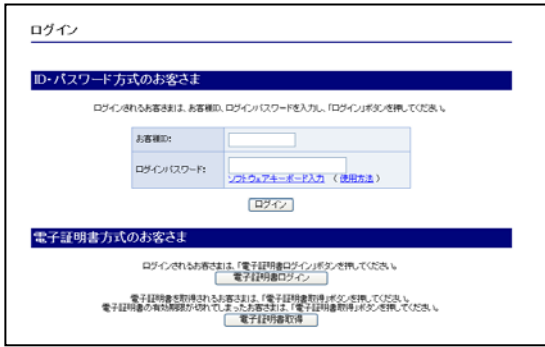 ログイン
ID・パスワード方式のお客さま
ログインされるお客さまは、お客様ID、ログインパスワードを入力し、「ログイン」ボタンを押してください。
お客様ID:
ログインパスワード:
ソフトウェアキーボード入力 （使用方法）
ログイン
電子証明書方式のお客さま
ログインされるお客さまは、「電子証明書ログイン」ボタンを押してください。
電子証明書ログイン
電子証明書を取得されるお客さまは、「電子証明書取得」ボタンを押してください。
電子証明書の有効期限が切れてしまったお客さまは、「電子証明書取得」ボタンを押してください。
電子証明書取得